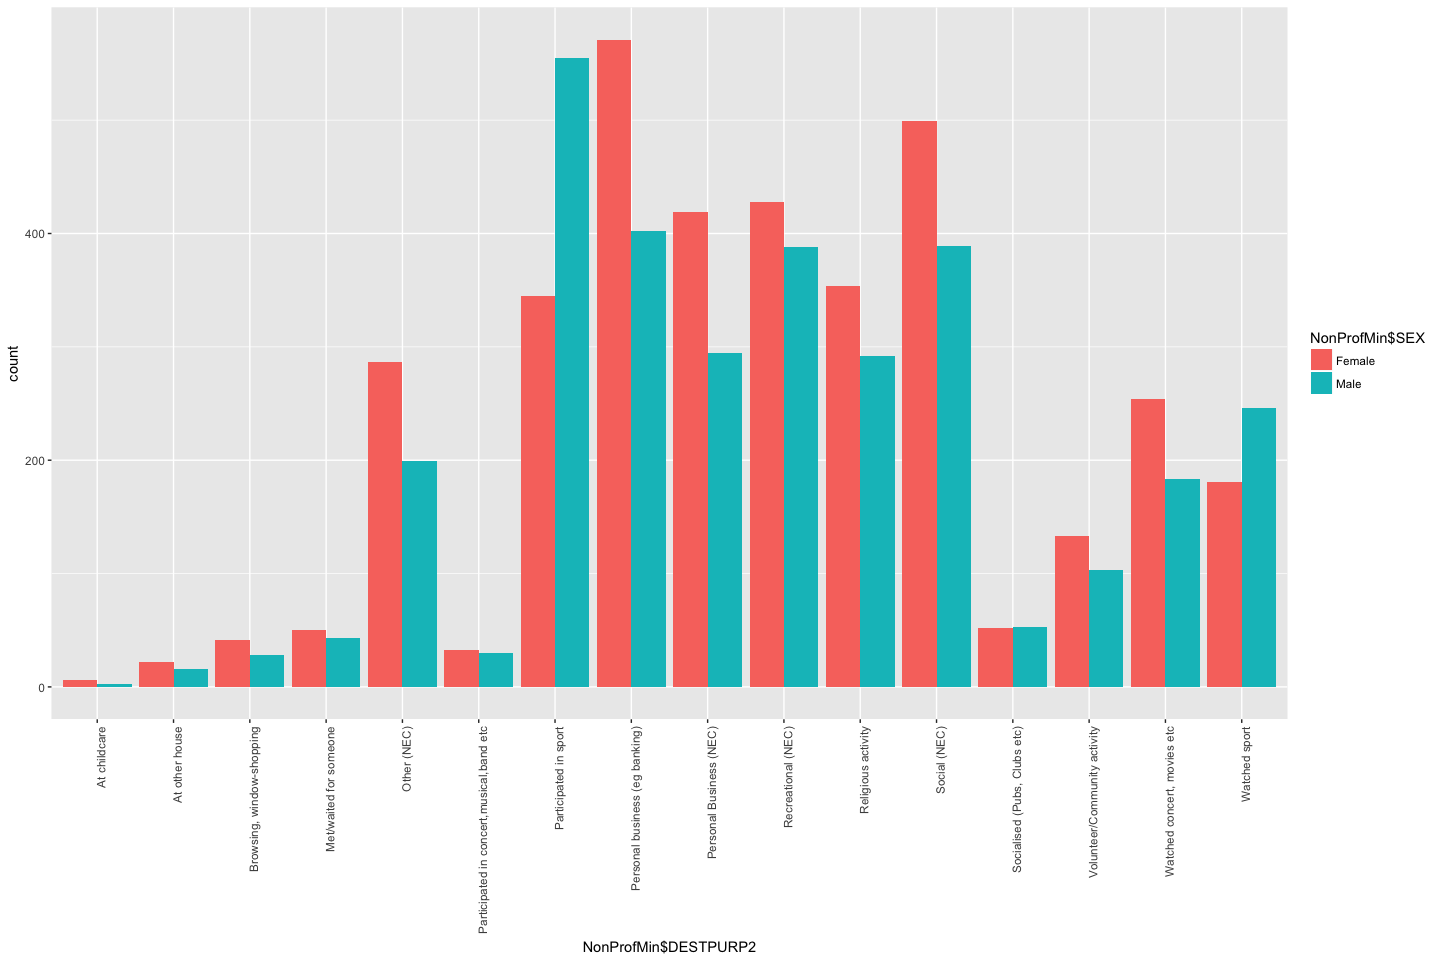 count
400
200
0
At childcare
At other house
Browsing, window-shopping
Met/waited for someone
Other (NEC)
Participated in concert,musical,band etc
Participated in sport
Personal business (eg banking)
Personal Business (NEC)
Recreational (NEC)
Religious activity
Social (NEC)
Socialised (Pubs, Clubs etc)
Volunteer/Community activity
Watched concert, movies etc
Watched sport
NonProfMin$DESTPURP2
NonProfMin$SEX
Female
Male